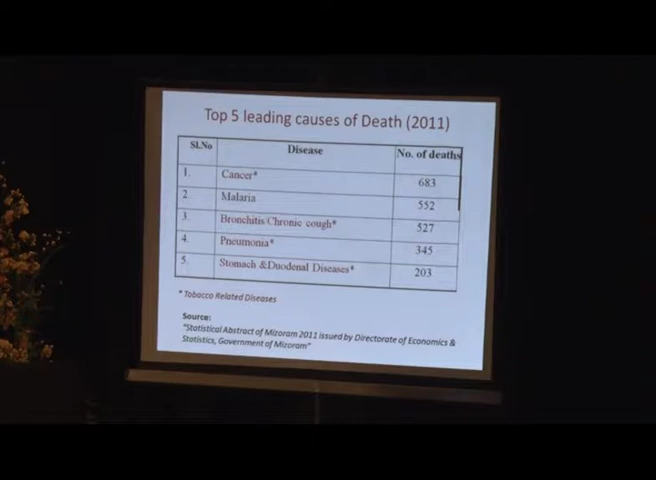 Top 5 leading causes of Death (2011)
Sl.No Disease No. of deaths
1. Cancer* 683
2. Malaria 552
3. Bronchitis/Chronic cough* 527
4. Pneumonia* 345
5. Stomach &Duodenal Diseases* 203
* Tobacco Related Diseases
Source:
"Statistical Abstract of Mizoram 2011 issued by Directorate of Economics &
Statistics, Government of Mizoram"